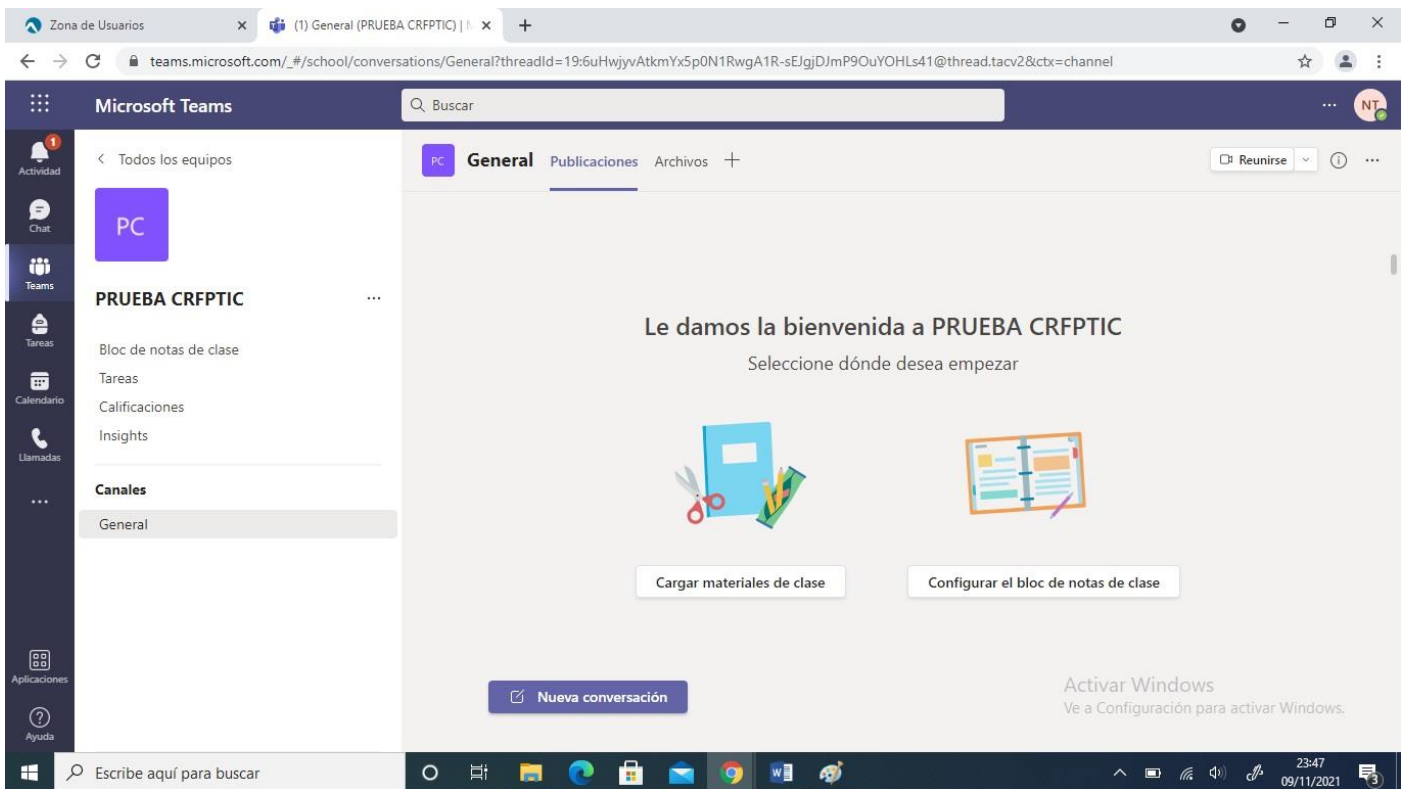 Zona de Usuarios
(1) General (PRUEBA CRFPTIC) |
teams.microsoft.com/_#/school/conversations/General?threadId=19:6uHwjyvAtkmYx5p0N1RwgA1R-sEJgjDJmP9OuYOHLs41@thread.tacv2&ctx=channel
Microsoft Teams
Buscar
NT
1
Actividad
Chat
Teams
Tareas
Calendario
Llamadas
Aplicaciones
Ayuda
Todos los equipos
PC
PRUEBA CRFPTIC
Bloc de notas de clase
Tareas
Calificaciones
Insights
Canales
General
PC General Publicaciones Archivos
Reunirse
Le damos la bienvenida a PRUEBA CRFPTIC
Seleccione dónde desea empezar
Cargar materiales de clase
Configurar el bloc de notas de clase
Nueva conversación
Activar Windows
Ve a Configuración para activar Windows.
Escribe aquí para buscar
23:47
09/11/2021
3